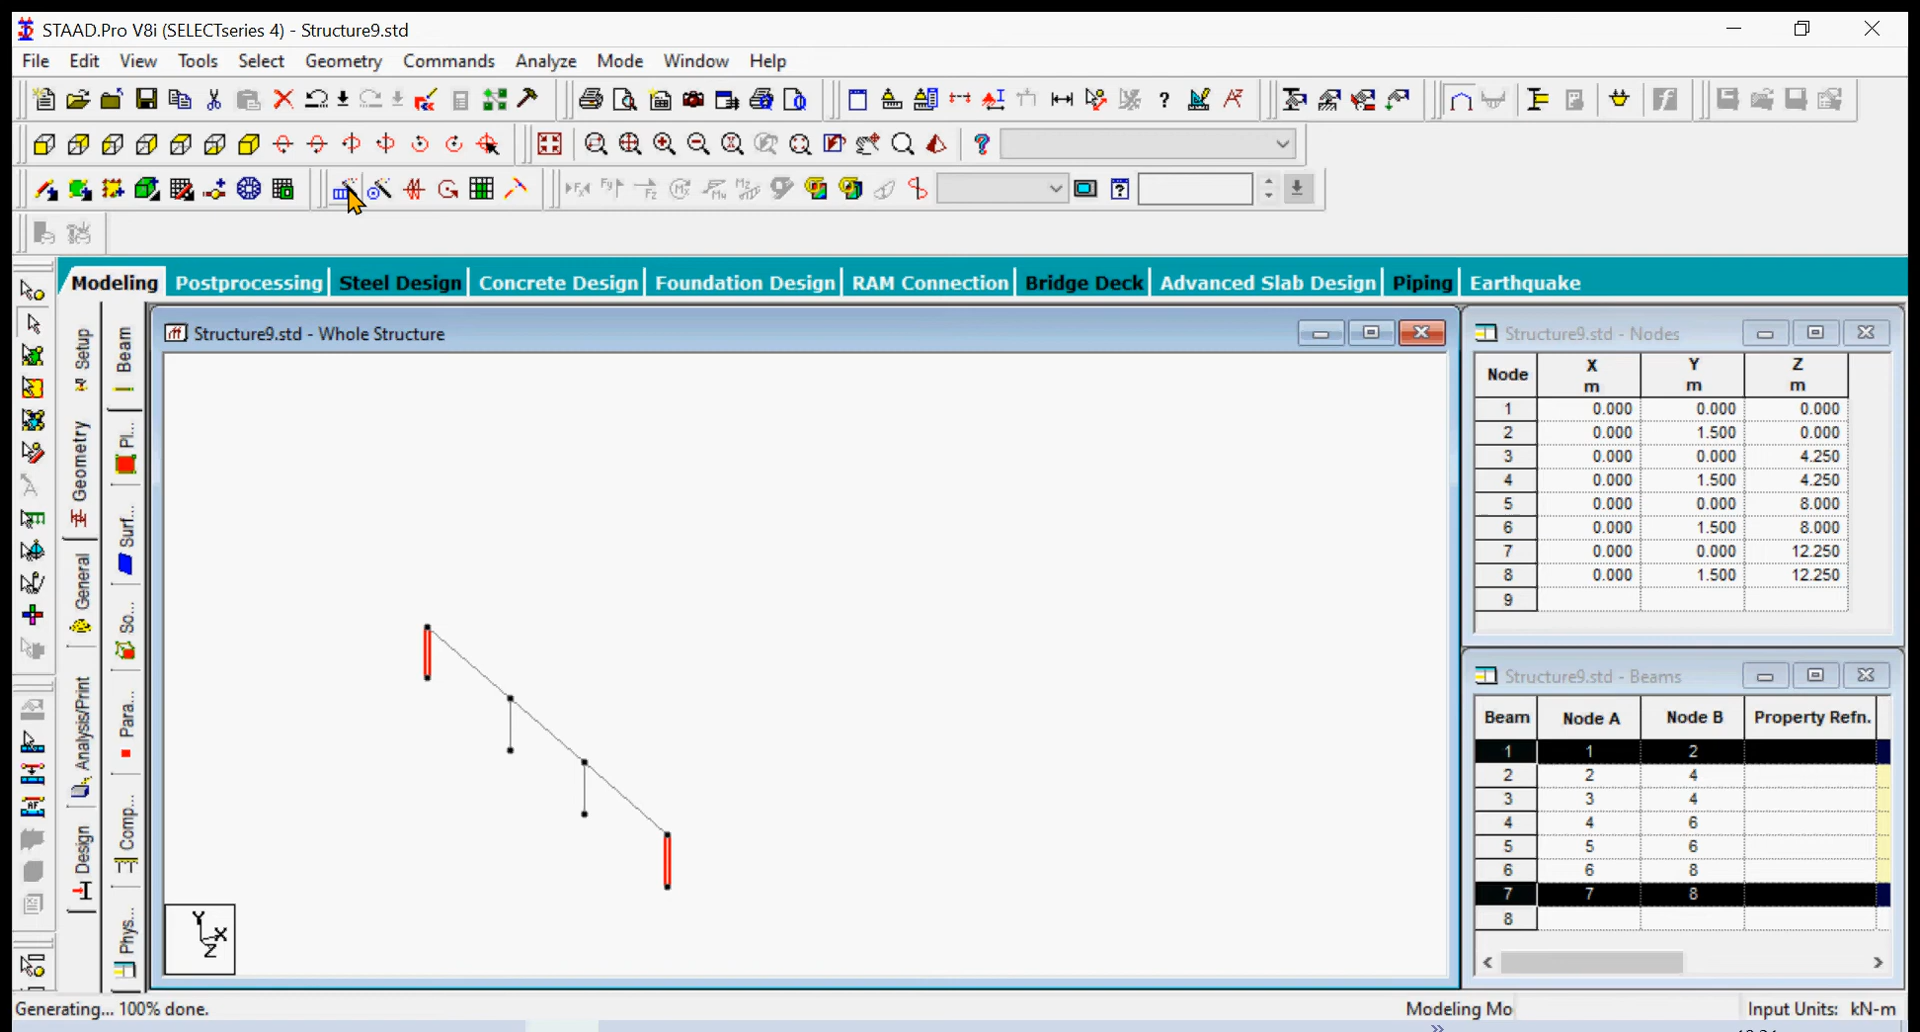 STAAD.Pro V8i (SELECTseries 4) - Structure9.std
File Edit View Tools Select Geometry Commands Analyze Mode Window Help
Modeling Postprocessing Steel Design Concrete Design Foundation Design RAM Connection Bridge Deck Advanced Slab Design Piping Earthquake
Setup
Geometry
General
Analysis/Print
Design
Beam
Pl...
Surf...
So...
Para...
Comp...
Phys...
Structure9.std - Whole Structure
Y
X
Z
Structure9.std - Nodes
Node X m Y m Z m
1 0.000 0.000 0.000
2 0.000 1.500 0.000
3 0.000 0.000 4.250
4 0.000 1.500 4.250
5 0.000 0.000 8.000
6 0.000 1.500 8.000
7 0.000 0.000 12.250
8 0.000 1.500 12.250
9
Structure9.std - Beams
Beam Node A Node B Property Refn.
1 1 2
2 2 4
3 3 4
4 4 6
5 5 6
6 6 8
7 7 8
8
Generating... 100% done. Modeling Mo Input Units: kN-m